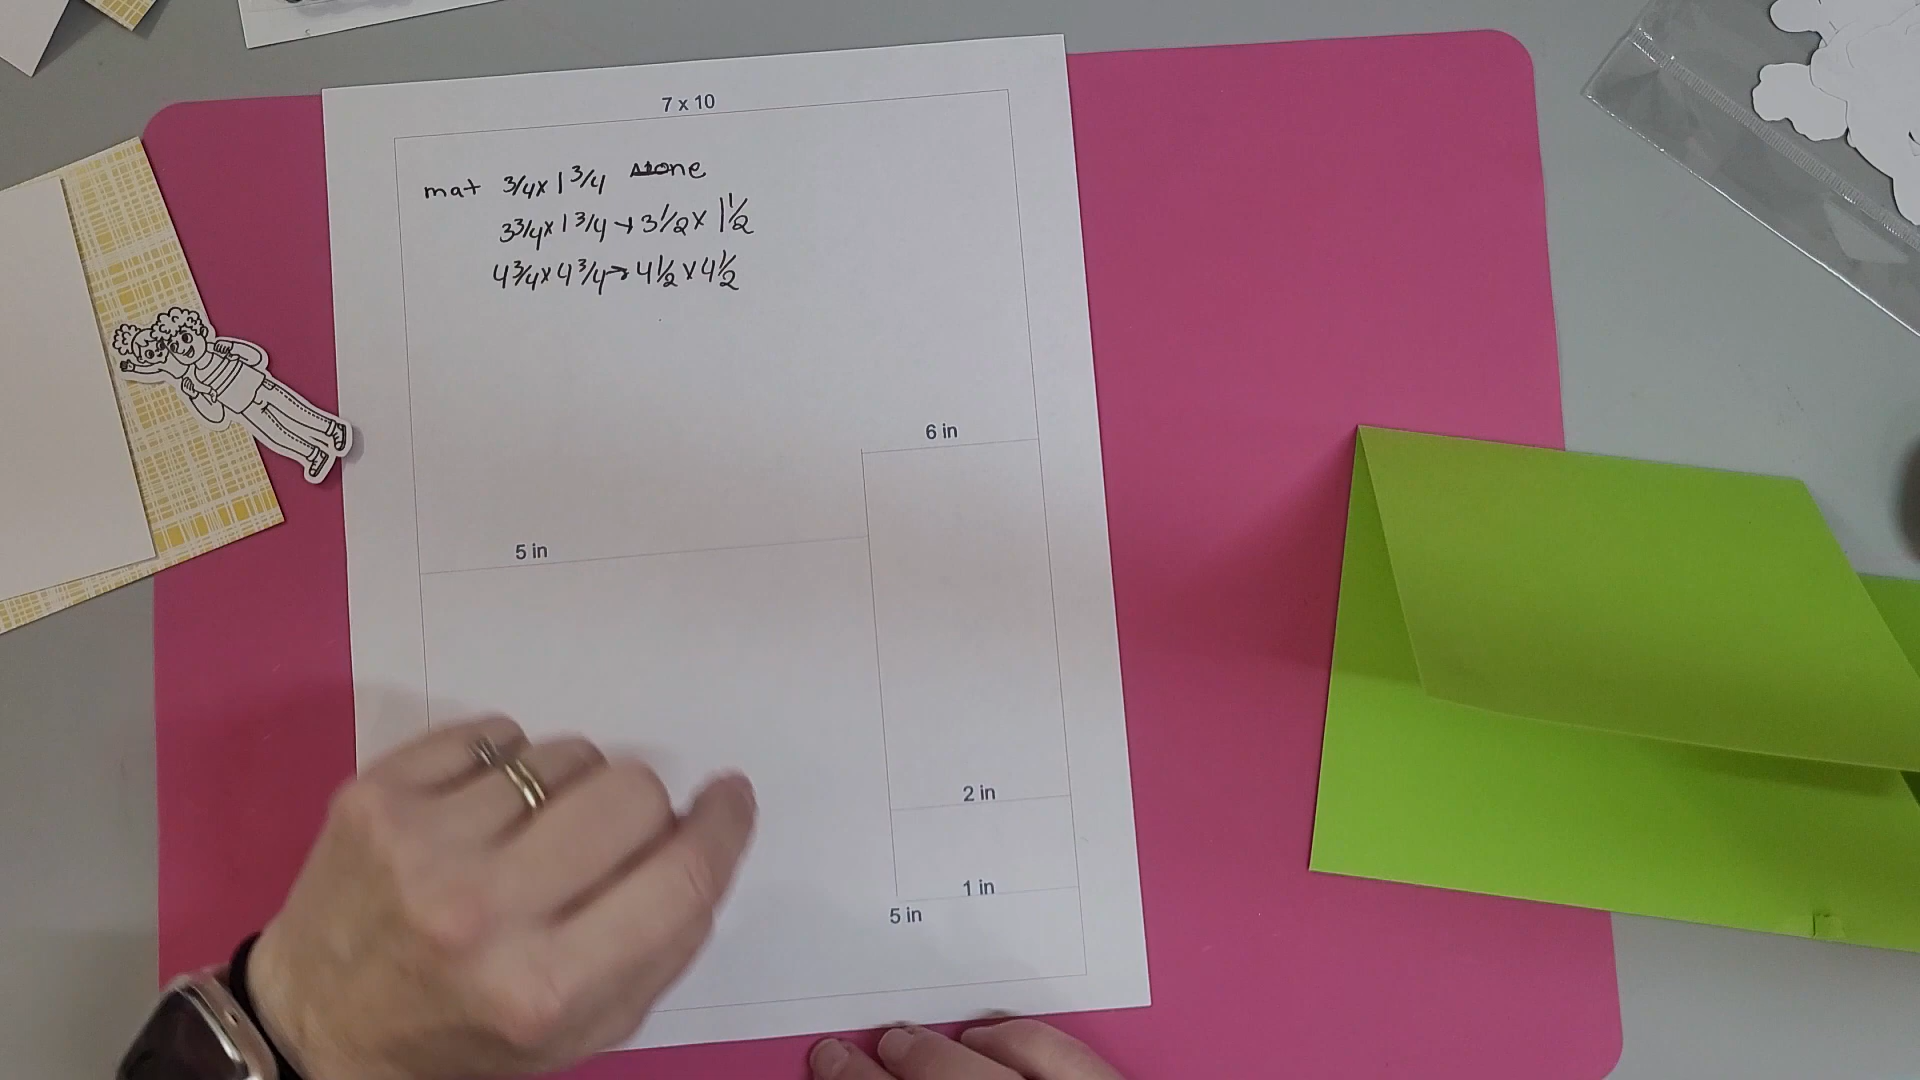 7 x 10
mat 3/4 x 1 3/4 none
3 3/4 x 1 3/4 → 3 1/2 x 1 1/2
4 3/4 x 4 3/4 → 4 1/2 x 4 1/2
6 in
5 in
2 in
1 in
5 in